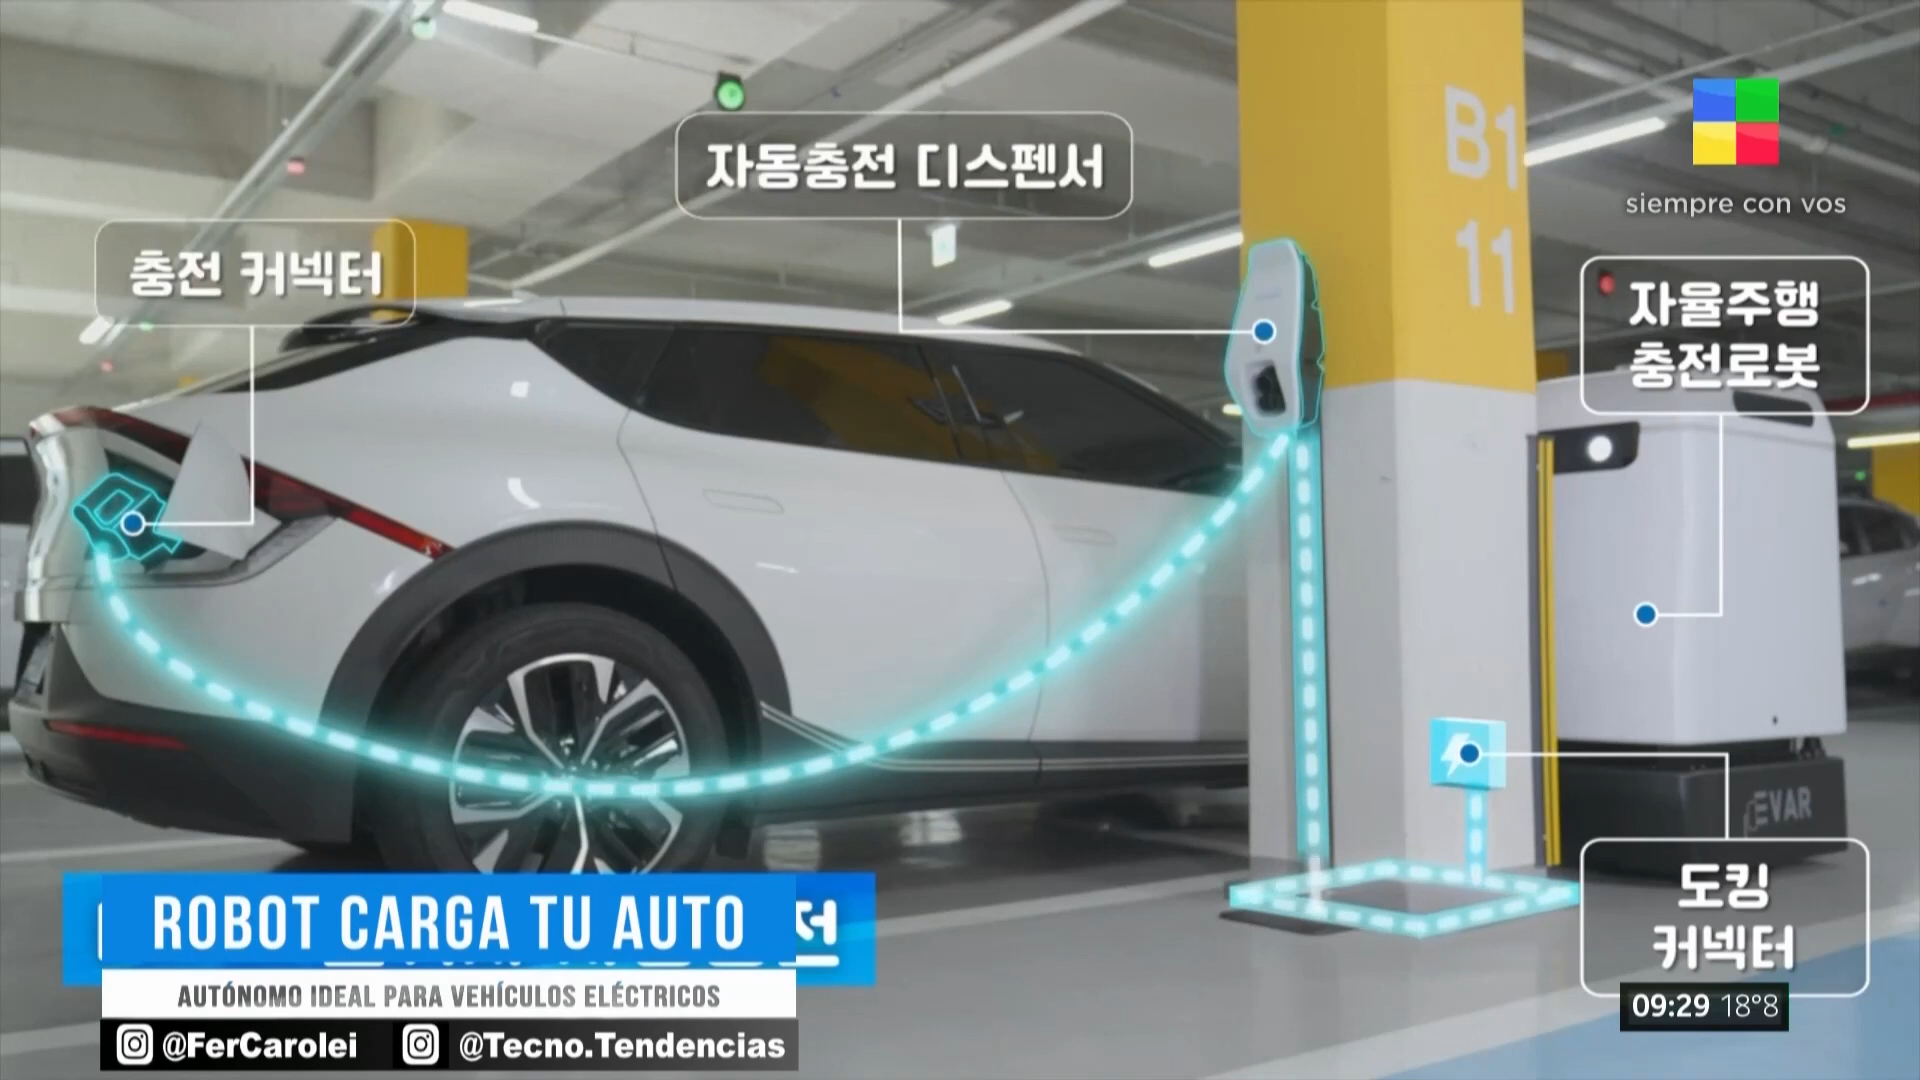 자동충전 디스펜서
충전 커넥터
B1
11
siempre con vos
자율주행
충전로봇
EVAR
도킹
커넥터
ROBOT CARGA TU AUTO
전
AUTÓNOMO IDEAL PARA VEHÍCULOS ELÉCTRICOS
@FerCarolei @Tecno.Tendencias
09:29 18°8